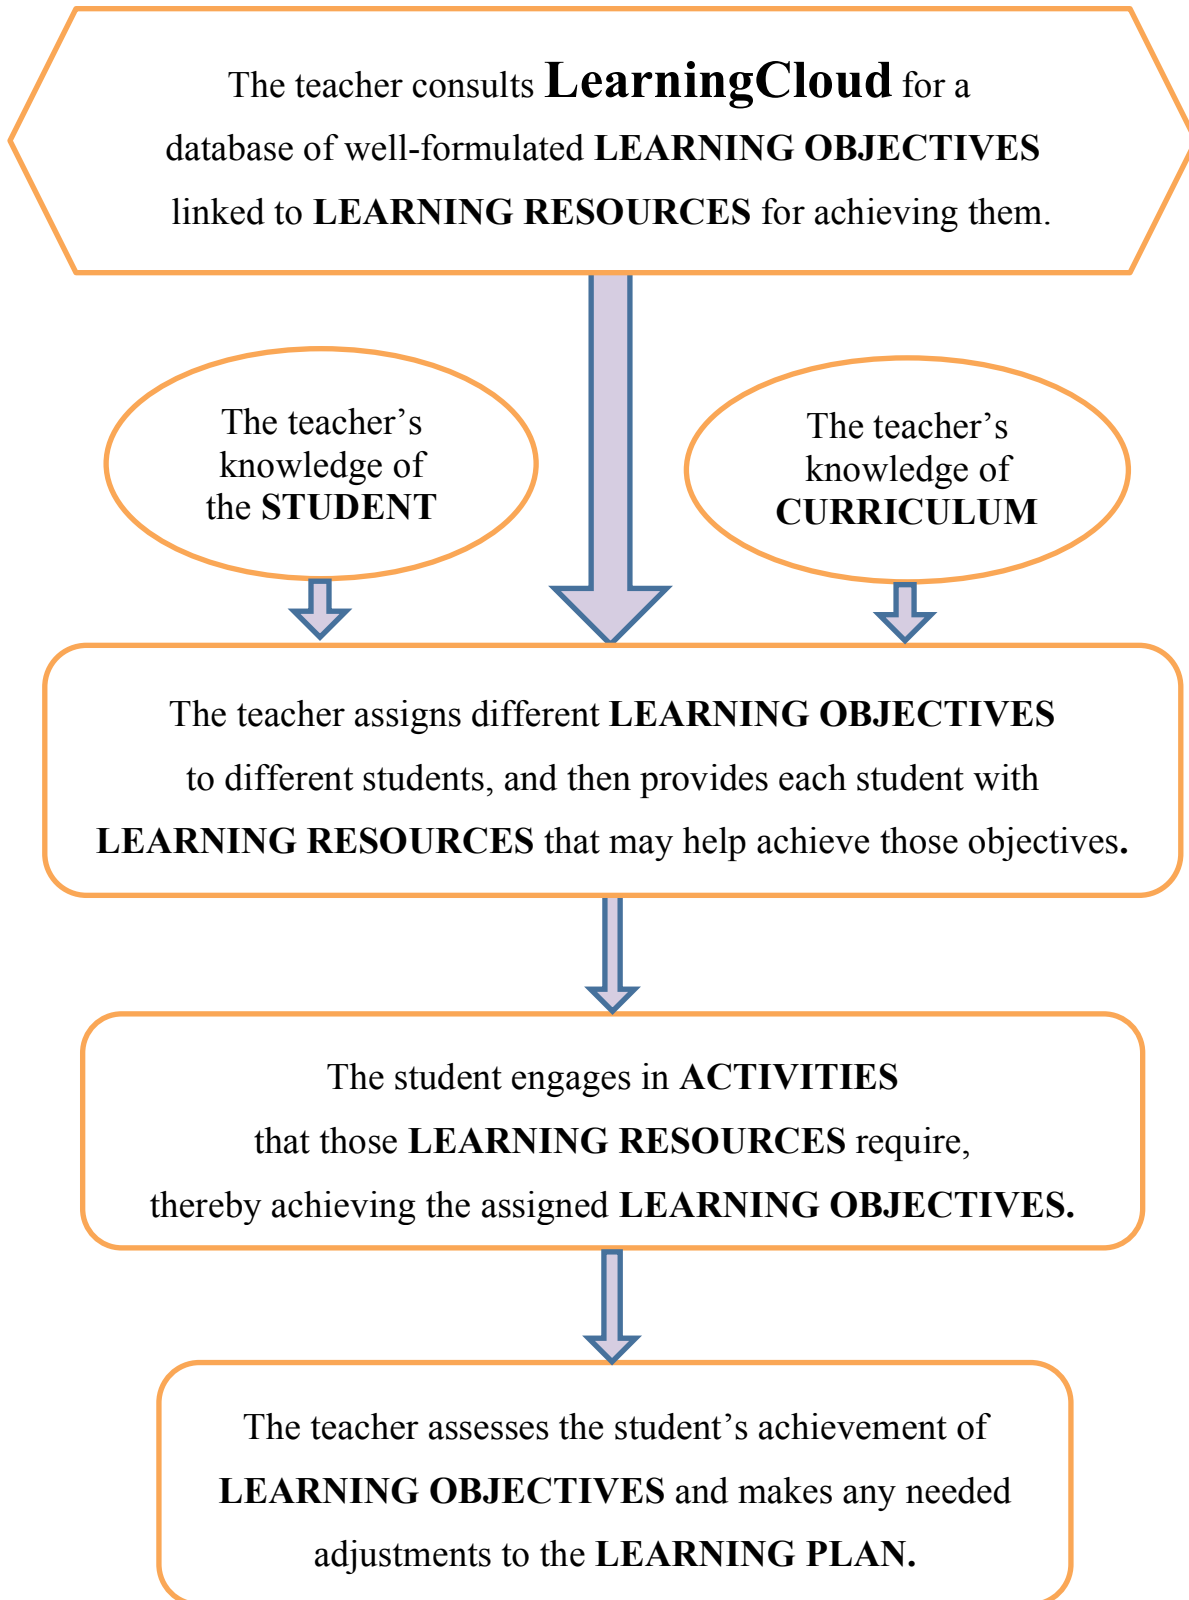 The teacher consults LearningCloud for a
database of well-formulated LEARNING OBJECTIVES
linked to LEARNING RESOURCES for achieving them.
The teacher’s
knowledge of
the STUDENT
The teacher’s
knowledge of
CURRICULUM
The teacher assigns different LEARNING OBJECTIVES
to different students, and then provides each student with
LEARNING RESOURCES that may help achieve those objectives.
The student engages in ACTIVITIES
that those LEARNING RESOURCES require,
thereby achieving the assigned LEARNING OBJECTIVES.
The teacher assesses the student’s achievement of
LEARNING OBJECTIVES and makes any needed
adjustments to the LEARNING PLAN.